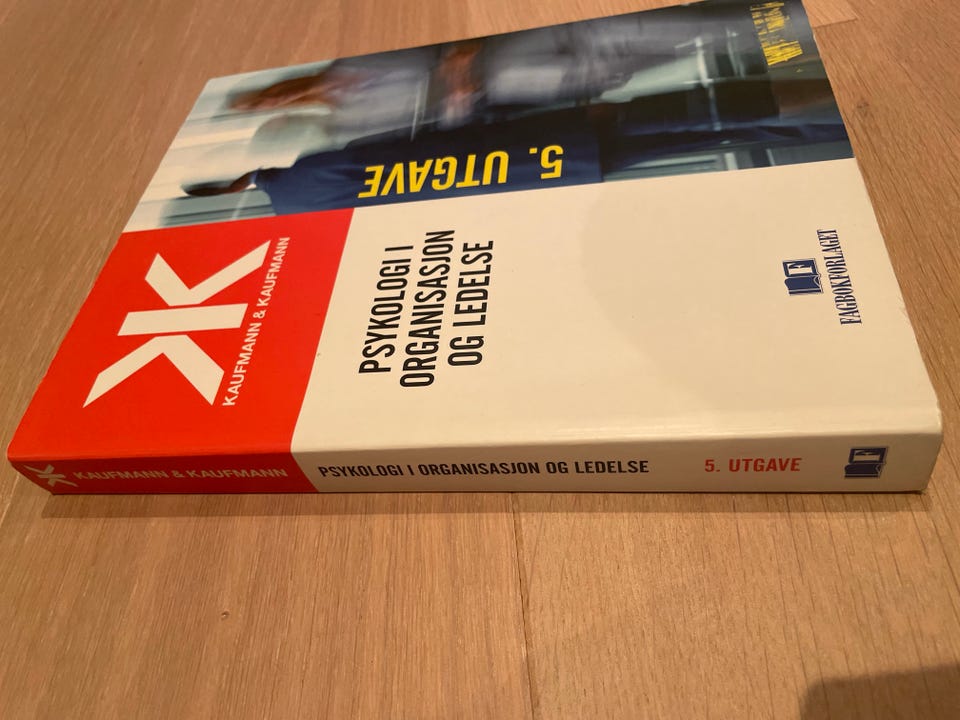 5. UTGAVE
KAUFMANN & KAUFMANN
PSYKOLOGI I
ORGANISASJON
OG LEDELSE
F
FAGBOKFORLAGET
KAUFMANN & KAUFMANN
PSYKOLOGI I ORGANISASJON OG LEDELSE
5. UTGAVE
F